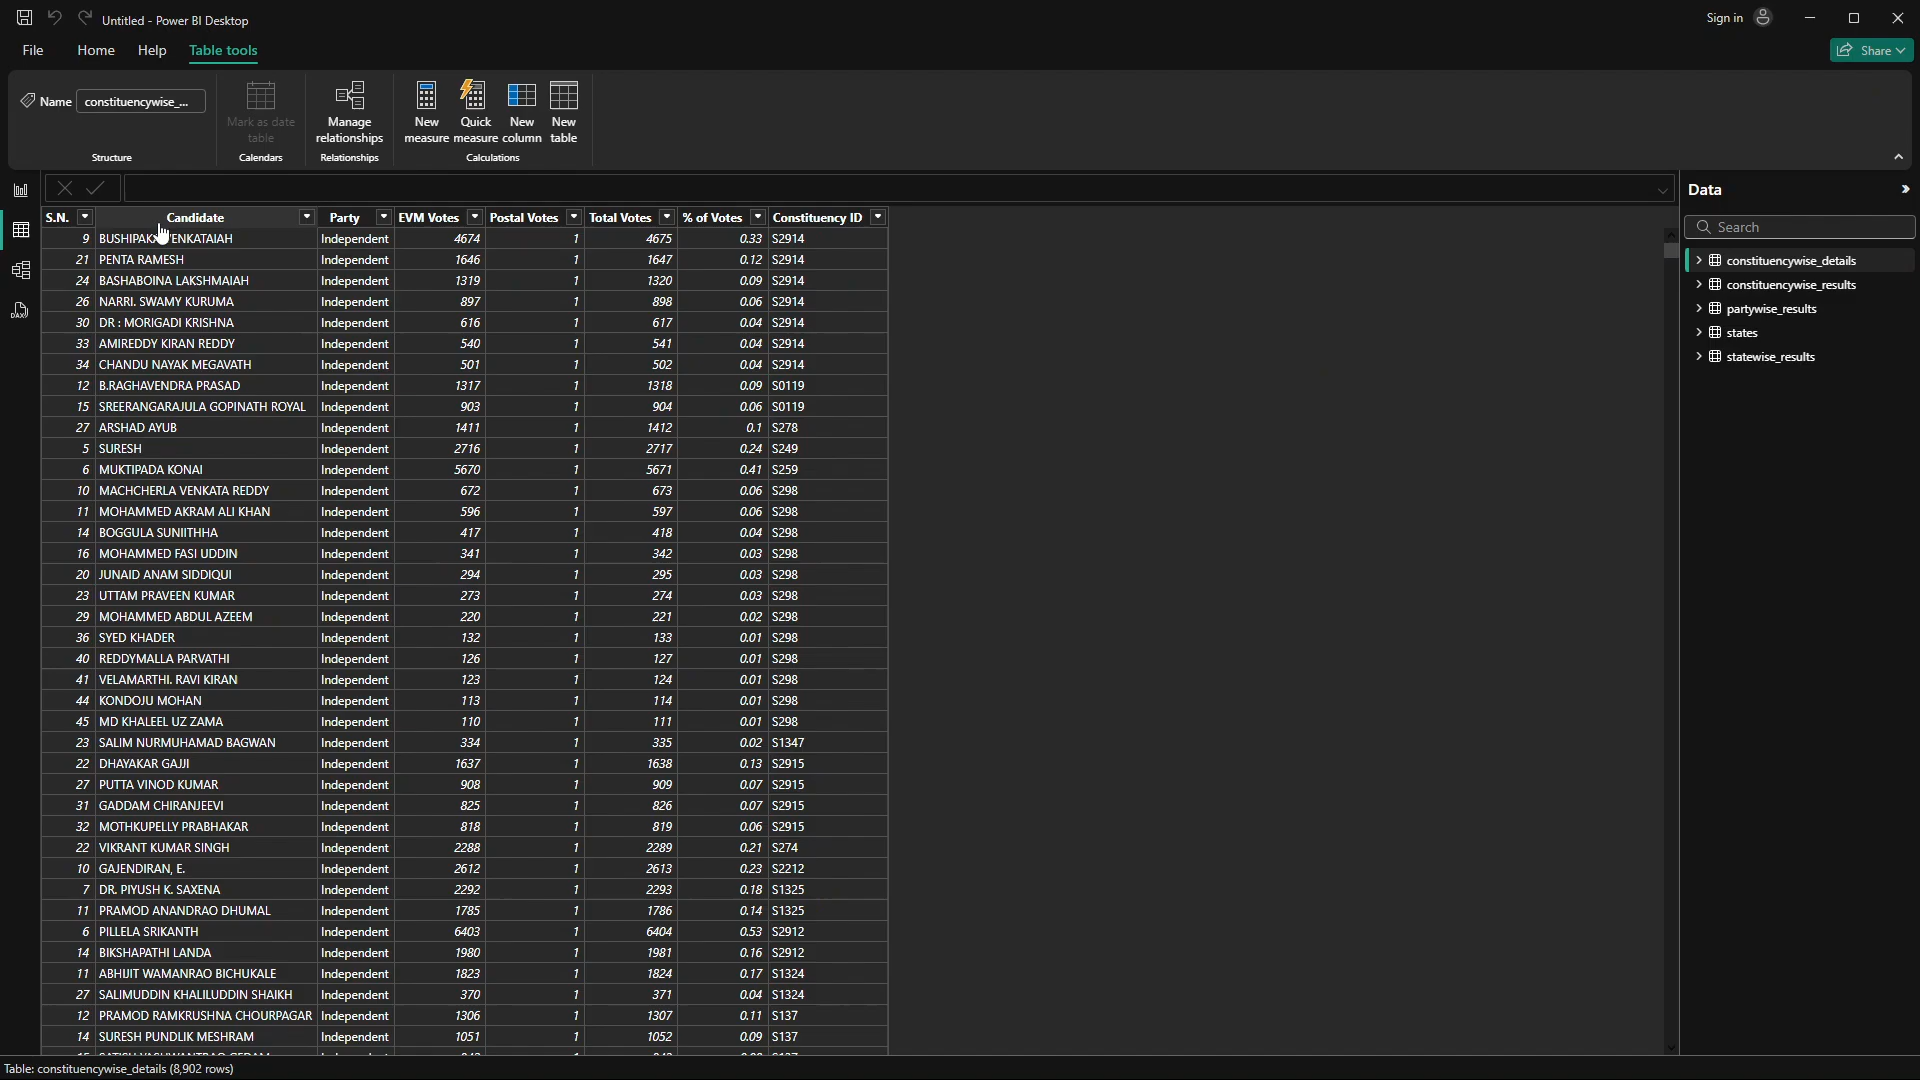 Untitled - Power BI Desktop
Sign in
File Home Help Table tools
Share
Name constituencywise_...
Mark as date table
Manage relationships
New measure
Quick measure
New column
New table
Structure Calendars Relationships Calculations
Data
Search
constituencywise_details
constituencywise_results
partywise_results
states
statewise_results
S.N. Candidate Party EVM Votes Postal Votes Total Votes % of Votes Constituency ID
9 BUSHIPAK ENKATAIAH Independent 4674 1 4675 0.33 S2914
21 PENTA RAMESH Independent 1646 1 1647 0.12 S2914
24 BASHABOINA LAKSHMAIAH Independent 1319 1 1320 0.09 S2914
26 NARRI. SWAMY KURUMA Independent 897 1 898 0.06 S2914
30 DR : MORIGADI KRISHNA Independent 616 1 617 0.04 S2914
33 AMIREDDY KIRAN REDDY Independent 540 1 541 0.04 S2914
34 CHANDU NAYAK MEGAVATH Independent 501 1 502 0.04 S2914
12 B.RAGHAVENDRA PRASAD Independent 1317 1 1318 0.09 S0119
15 SREERANGARAJULA GOPINATH ROYAL Independent 903 1 904 0.06 S0119
27 ARSHAD AYUB Independent 1411 1 1412 0.1 S278
5 SURESH Independent 2716 1 2717 0.24 S249
6 MUKTIPADA KONAI Independent 5670 1 5671 0.41 S259
10 MACHCHERLA VENKATA REDDY Independent 672 1 673 0.06 S298
11 MOHAMMED AKRAM ALI KHAN Independent 596 1 597 0.06 S298
14 BOGGULA SUNIITHHA Independent 417 1 418 0.04 S298
16 MOHAMMED FASI UDDIN Independent 341 1 342 0.03 S298
20 JUNAID ANAM SIDDIQUI Independent 294 1 295 0.03 S298
23 UTTAM PRAVEEN KUMAR Independent 273 1 274 0.03 S298
29 MOHAMMED ABDUL AZEEM Independent 220 1 221 0.02 S298
36 SYED KHADER Independent 132 1 133 0.01 S298
40 REDDYMALLA PARVATHI Independent 126 1 127 0.01 S298
41 VELAMARTHI. RAVI KIRAN Independent 123 1 124 0.01 S298
44 KONDOJU MOHAN Independent 113 1 114 0.01 S298
45 MD KHALEEL UZ ZAMA Independent 110 1 111 0.01 S298
23 SALIM NURMUHAMAD BAGWAN Independent 334 1 335 0.02 S1347
22 DHAYAKAR GAJJI Independent 1637 1 1638 0.13 S2915
27 PUTTA VINOD KUMAR Independent 908 1 909 0.07 S2915
31 GADDAM CHIRANJEEVI Independent 825 1 826 0.07 S2915
32 MOTHKUPELLY PRABHAKAR Independent 818 1 819 0.06 S2915
22 VIKRANT KUMAR SINGH Independent 2288 1 2289 0.21 S274
10 GAJENDIRAN, E. Independent 2612 1 2613 0.23 S2212
7 DR. PIYUSH K. SAXENA Independent 2292 1 2293 0.18 S1325
11 PRAMOD ANANDRAO DHUMAL Independent 1785 1 1786 0.14 S1325
6 PILLELA SRIKANTH Independent 6403 1 6404 0.53 S2912
14 BIKSHAPATHI LANDA Independent 1980 1 1981 0.16 S2912
11 ABHIJIT WAMANRAO BICHUKALE Independent 1823 1 1824 0.17 S1324
27 SALIMUDDIN KHALILUDDIN SHAIKH Independent 370 1 371 0.04 S1324
12 PRAMOD RAMKRUSHNA CHOURPAGAR Independent 1306 1 1307 0.11 S137
14 SURESH PUNDLIK MESHRAM Independent 1051 1 1052 0.09 S137
Table: constituencywise_details (8,902 rows)